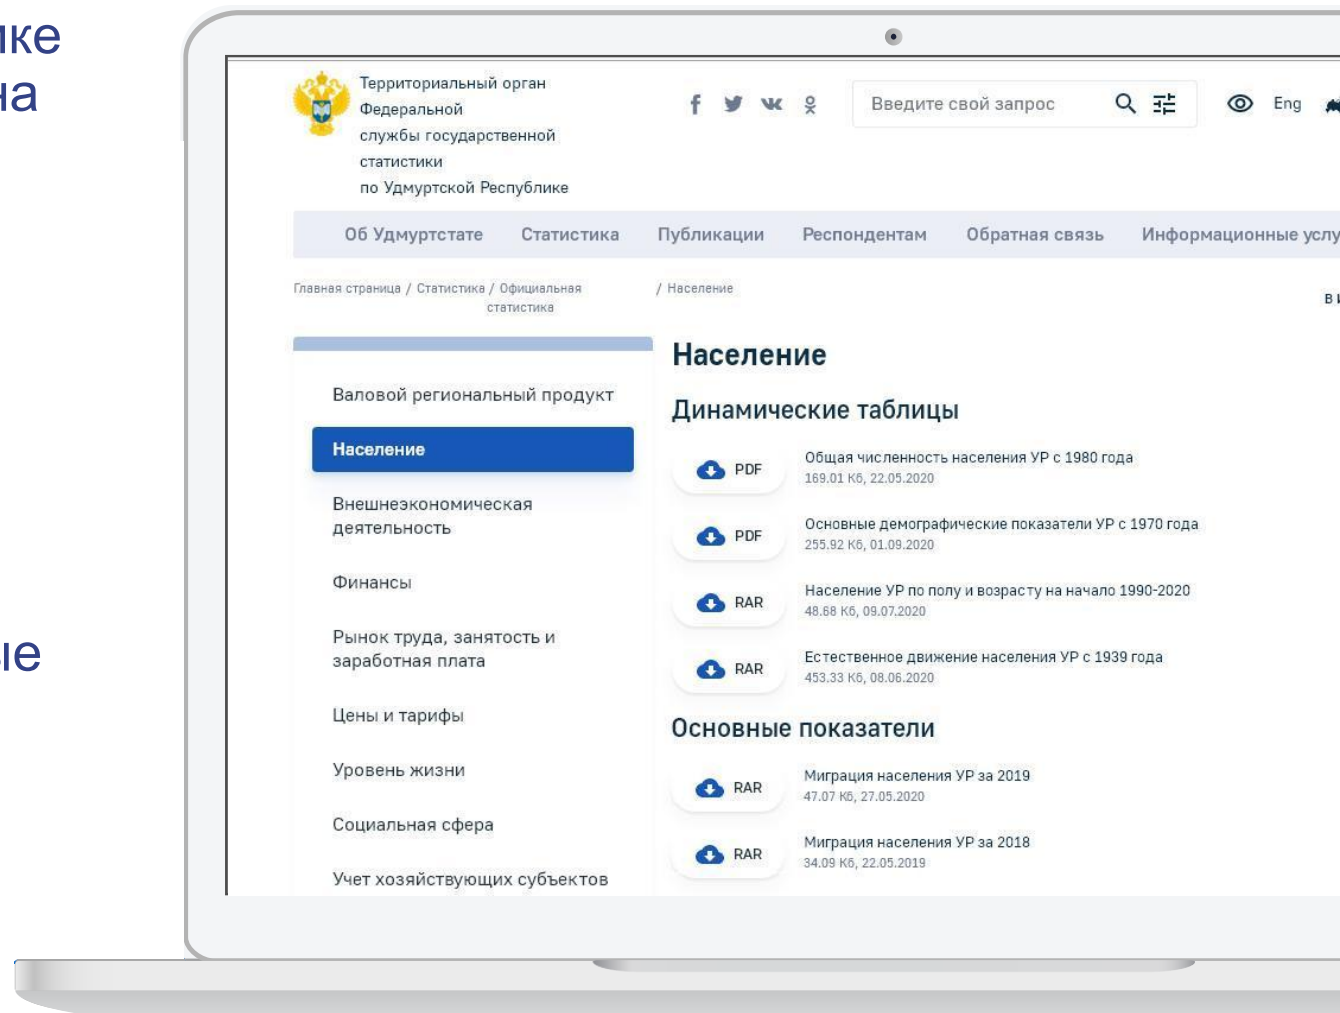 Территориальный орган
Федеральной
службы государственной
статистики
по Удмуртской Республике
Введите свой запрос
Eng
Об Удмуртстате Статистика Публикации Респондентам Обратная связь Информационные
Главная страница / Статистика / Официальная статистика / Население
Население
Динамические таблицы
PDF Общая численность населения УР с 1980 года
169.01 Кб, 22.05.2020
PDF Основные демографические показатели УР с 1970 года
255.92 Кб, 01.09.2020
RAR Население УР по полу и возрасту на начало 1990-2020
48.68 Кб, 09.07.2020
RAR Естественное движение населения УР с 1939 года
453.33 Кб, 08.06.2020
Основные показатели
RAR Миграция населения УР за 2019
47.07 Кб, 27.05.2020
RAR Миграция населения УР за 2018
34.09 Кб, 22.05.2019
Валовой региональный продукт
Население
Внешнеэкономическая
деятельность
Финансы
Рынок труда, занятость и
заработная плата
Цены и тарифы
Уровень жизни
Социальная сфера
Учет хозяйствующих субъектов